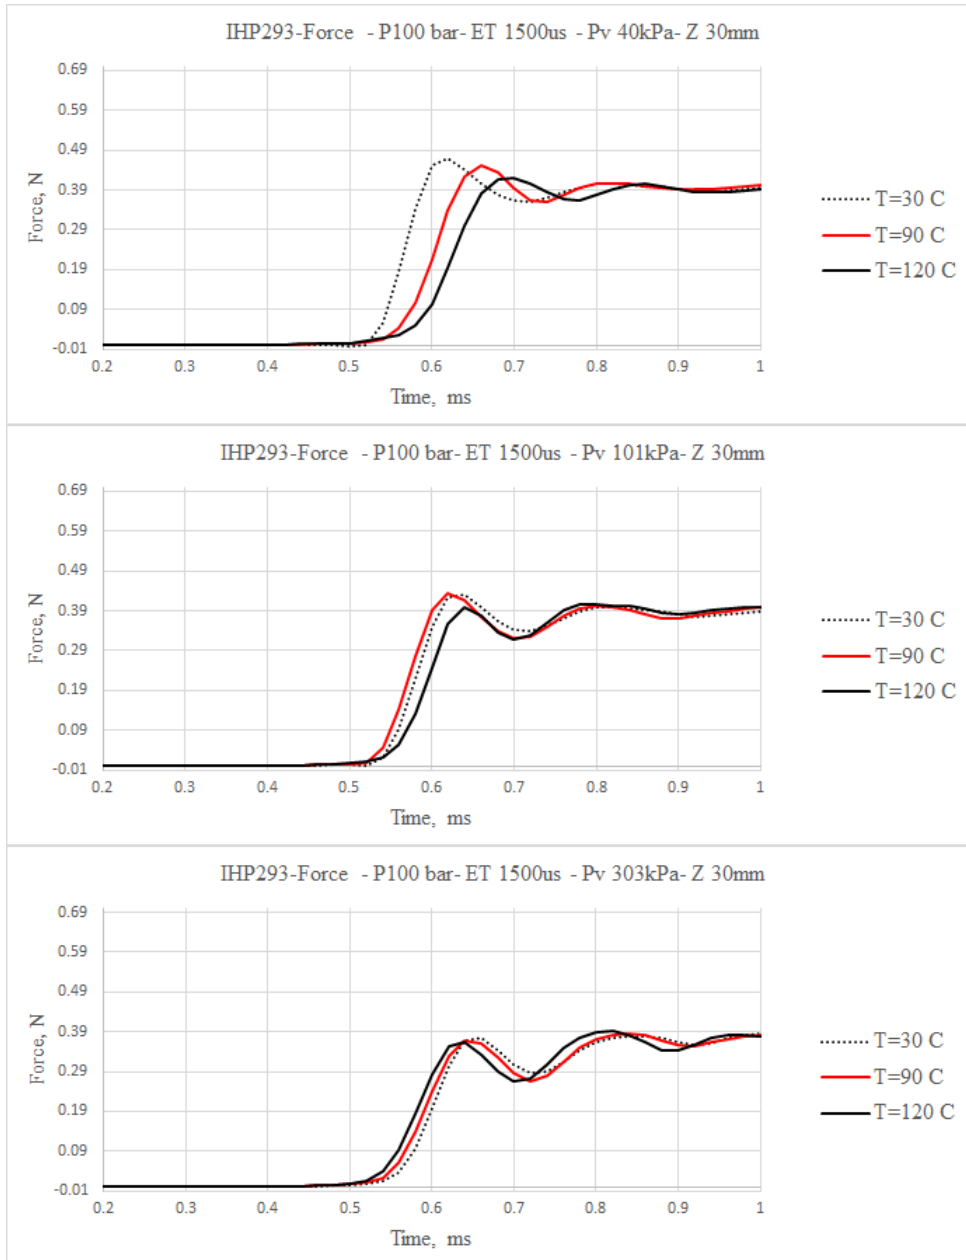 IHP293-Force - P100 bar- ET 1500us - Pv 40kPa- Z 30mm
0.69
0.59
0.49
0.39
0.29
0.19
0.09
-0.01
Force, N
0.2 0.3 0.4 0.5 0.6 0.7 0.8 0.9 1
Time, ms
T=30 C
T=90 C
T=120 C
IHP293-Force - P100 bar- ET 1500us - Pv 101kPa- Z 30mm
0.69
0.59
0.49
0.39
0.29
0.19
0.09
-0.01
Force, N
0.2 0.3 0.4 0.5 0.6 0.7 0.8 0.9 1
Time, ms
T=30 C
T=90 C
T=120 C
IHP293-Force - P100 bar- ET 1500us - Pv 303kPa- Z 30mm
0.69
0.59
0.49
0.39
0.29
0.19
0.09
-0.01
Force, N
0.2 0.3 0.4 0.5 0.6 0.7 0.8 0.9 1
Time, ms
T=30 C
T=90 C
T=120 C